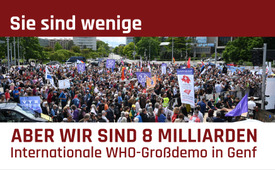 Sie sind wenige
ABER WIR SIND 8 MILLIARDEN
Internationale WHO-Großdemo in Genf